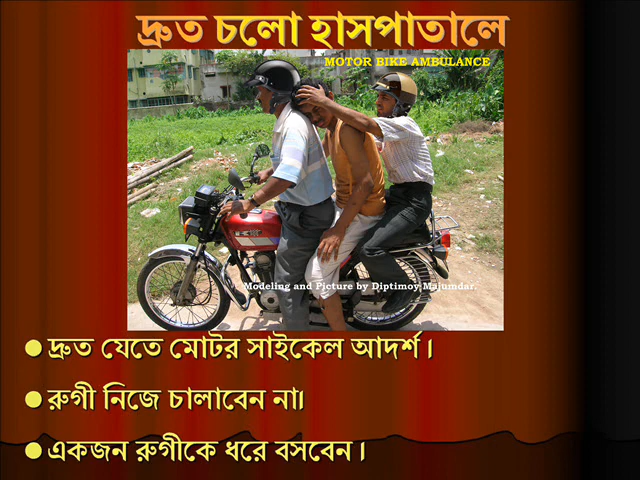 দ্রুত চলো হাসপাতালে
MOTOR BIKE AMBULANCE
Modeling and Picture by Diptimoy Majumdar.
দ্রুত যেতে মোটর সাইকেল আদর্শ।
রুগী নিজে চালাবেন না।
একজন রুগীকে ধরে বসবেন।